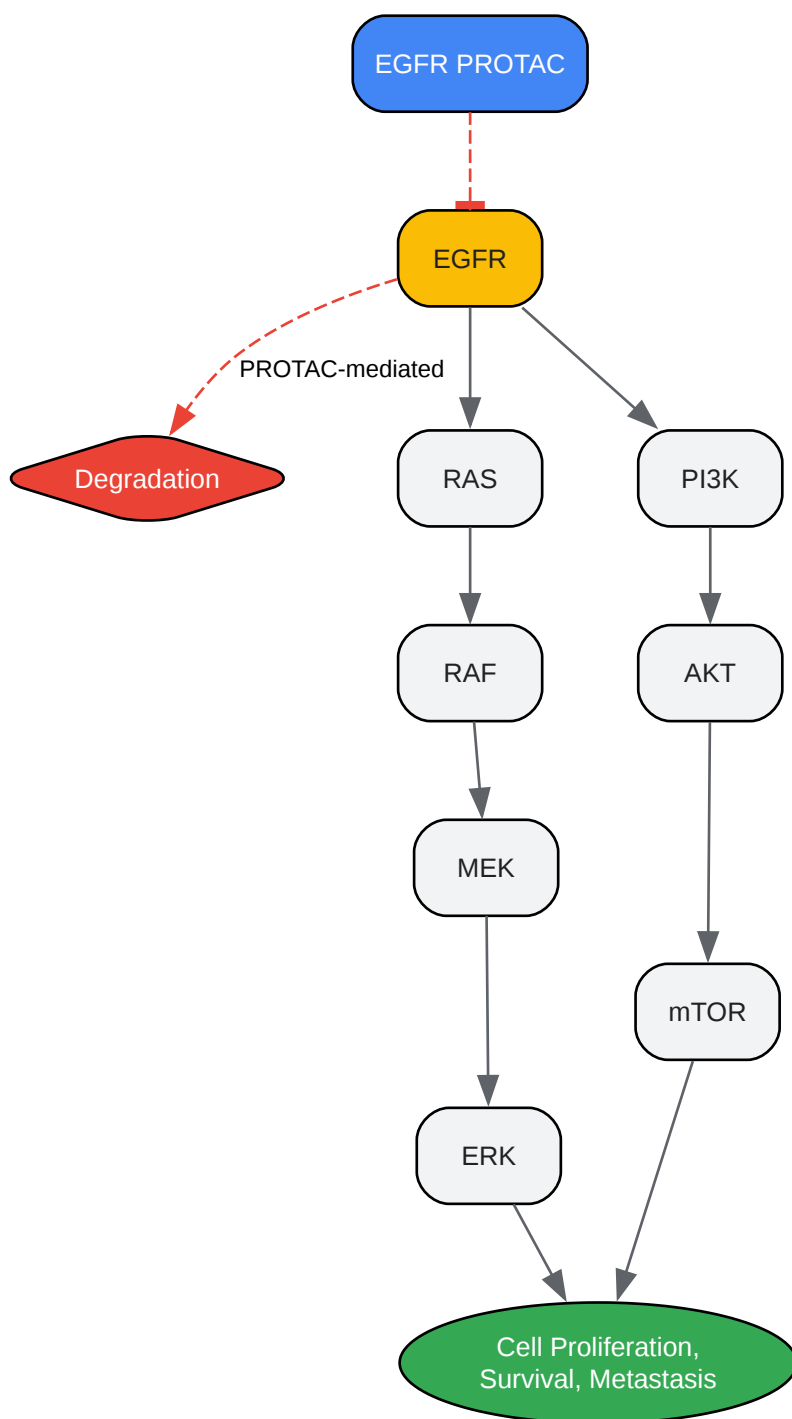 EGFR PROTAC
EGFR
PROTAC-mediated
Degradation
RAS
PI3K
RAF
AKT
MEK
mTOR
ERK
Cell Proliferation,
Survival, Metastasis